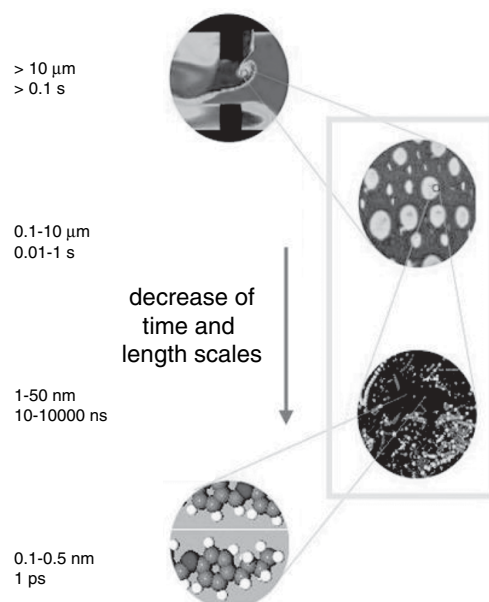 > 10 μm
> 0.1 s
0.1-10 μm
0.01-1 s
decrease of
time and
length scales
1-50 nm
10-10000 ns
0.1-0.5 nm
1 ps